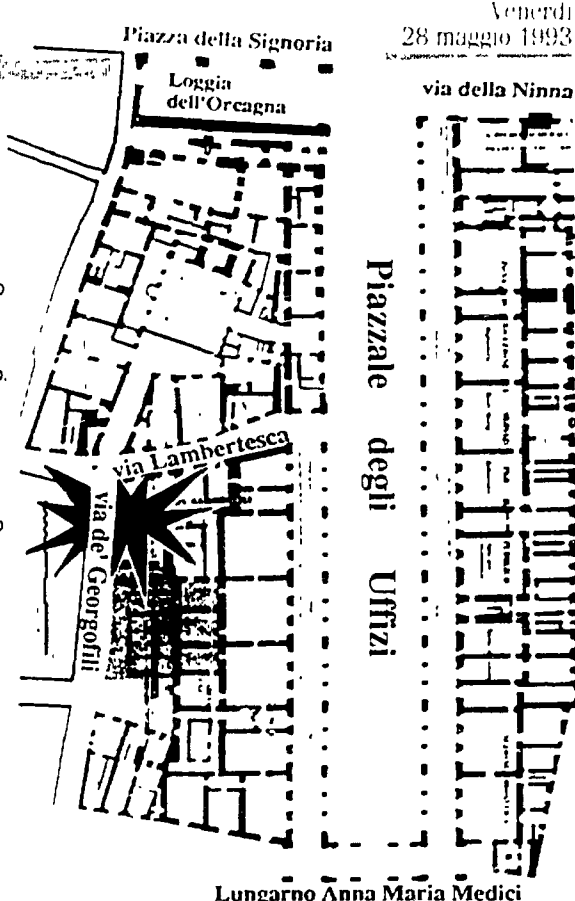 Venerdì
28 maggio 1993
Piazza della Signoria
Loggia
dell'Orcagna
via della Ninna
Piazzale degli Uffizi
via Lambertesca
via de' Georgofili
Lungarno Anna Maria Medici